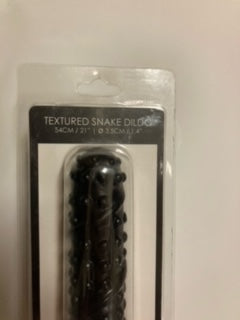 TEXTURED SNAKE DILDO
54CM / 21" | Ø 3.5CM / 1.4"